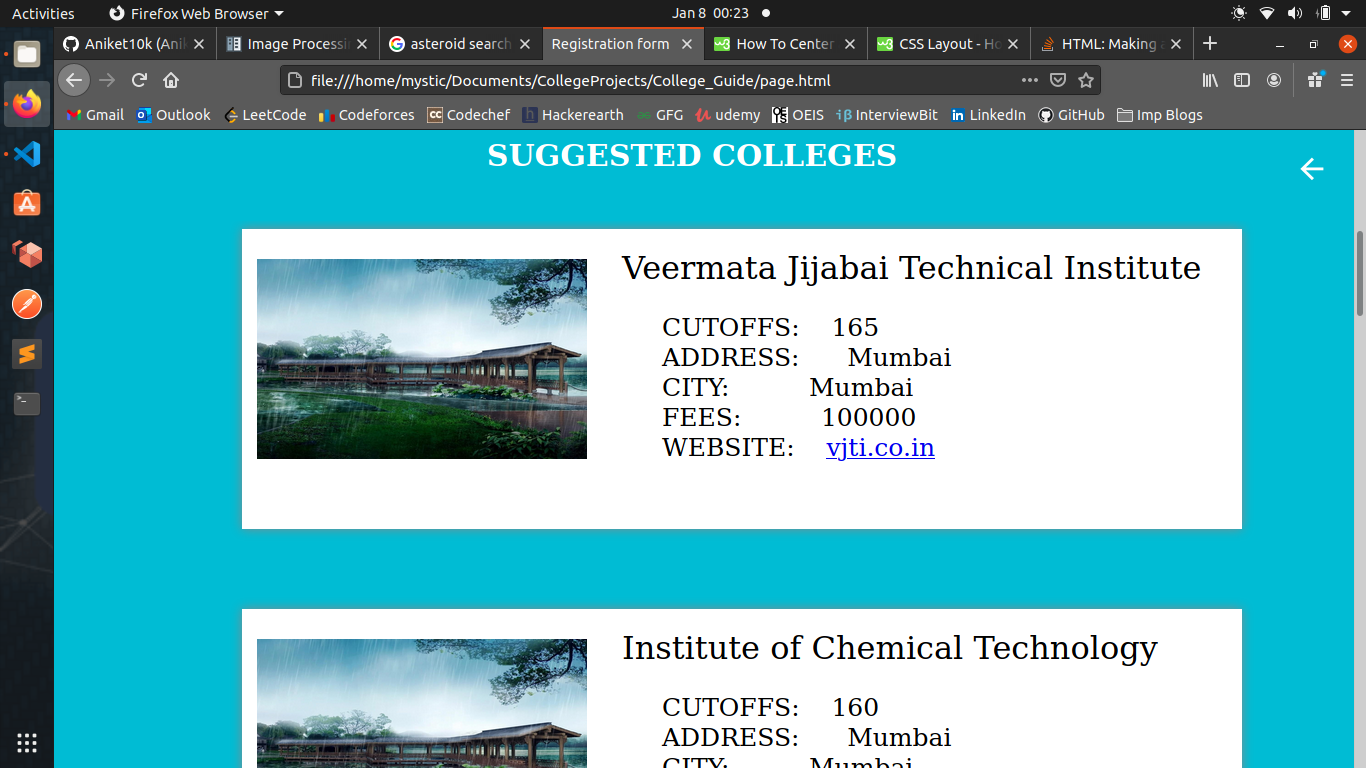 Activities Firefox Web Browser Jan 8 00:23
Aniket10k (Ani Image Processi asteroid search Registration form How To Center CSS Layout - Ho HTML: Making a
file:///home/mystic/Documents/CollegeProjects/College_Guide/page.html
Gmail Outlook LeetCode Codeforces Codechef Hackerearth GFG udemy OEIS InterviewBit LinkedIn GitHub Imp Blogs
SUGGESTED COLLEGES
Veermata Jijabai Technical Institute
CUTOFFS: 165
ADDRESS: Mumbai
CITY: Mumbai
FEES: 100000
WEBSITE: vjti.co.in
Institute of Chemical Technology
CUTOFFS: 160
ADDRESS: Mumbai
CITY: Mumbai